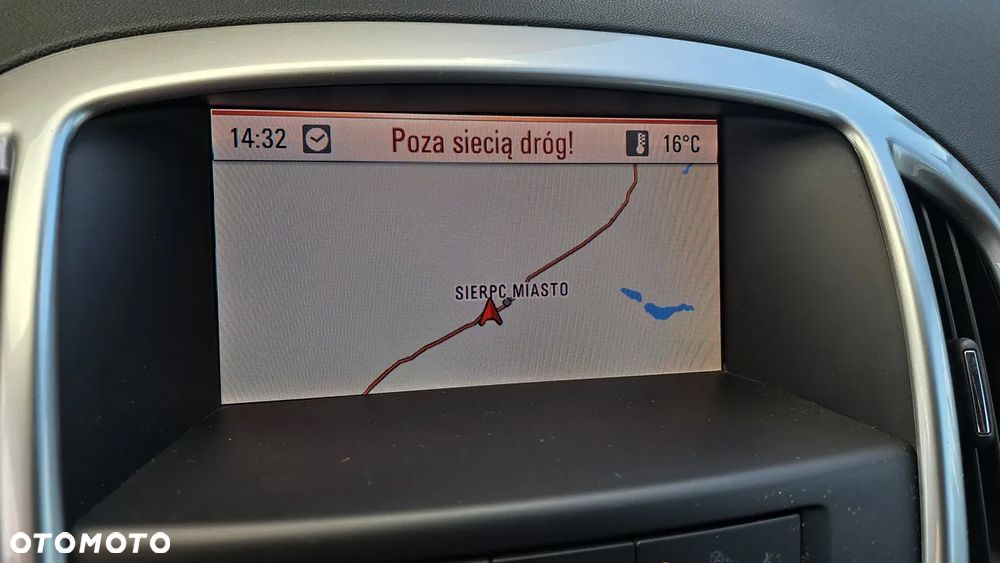 14:32 Poza siecią dróg! 16°C
SIERPC MIASTO
OTOMOTO